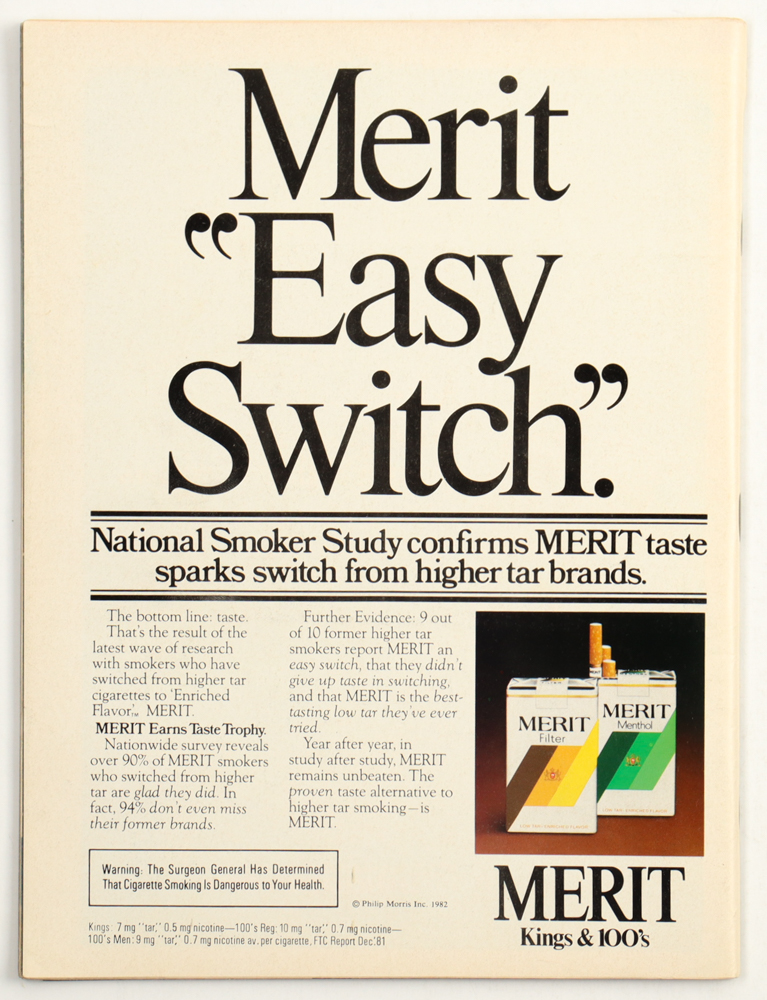 Merit
“Easy
Switch.”
National Smoker Study confirms MERIT taste
sparks switch from higher tar brands.
The bottom line: taste.
That's the result of the
latest wave of research
with smokers who have
switched from higher tar
cigarettes to ‘Enriched
Flavor,’™ MERIT.
MERIT Earns Taste Trophy.
Nationwide survey reveals
over 90% of MERIT smokers
who switched from higher
tar are glad they did. In
fact, 94% don't even miss
their former brands.
Further Evidence: 9 out
of 10 former higher tar
smokers report MERIT an
easy switch, that they didn't
give up taste in switching,
and that MERIT is the best-
tasting low tar they've ever
tried.
Year after year, in
study after study, MERIT
remains unbeaten. The
proven taste alternative to
higher tar smoking—is
MERIT.
MERIT
Filter
LOW TAR • ENRICHED FLAVOR
MERIT
Menthol
LOW TAR • ENRICHED FLAVOR
Warning: The Surgeon General Has Determined
That Cigarette Smoking Is Dangerous to Your Health.
© Philip Morris Inc. 1982
Kings: 7 mg "tar," 0.5 mg nicotine—100's Reg: 10 mg "tar," 0.7 mg nicotine—
100's Men: 9 mg "tar," 0.7 mg nicotine av. per cigarette, FTC Report Dec.'81
MERIT
Kings & 100's